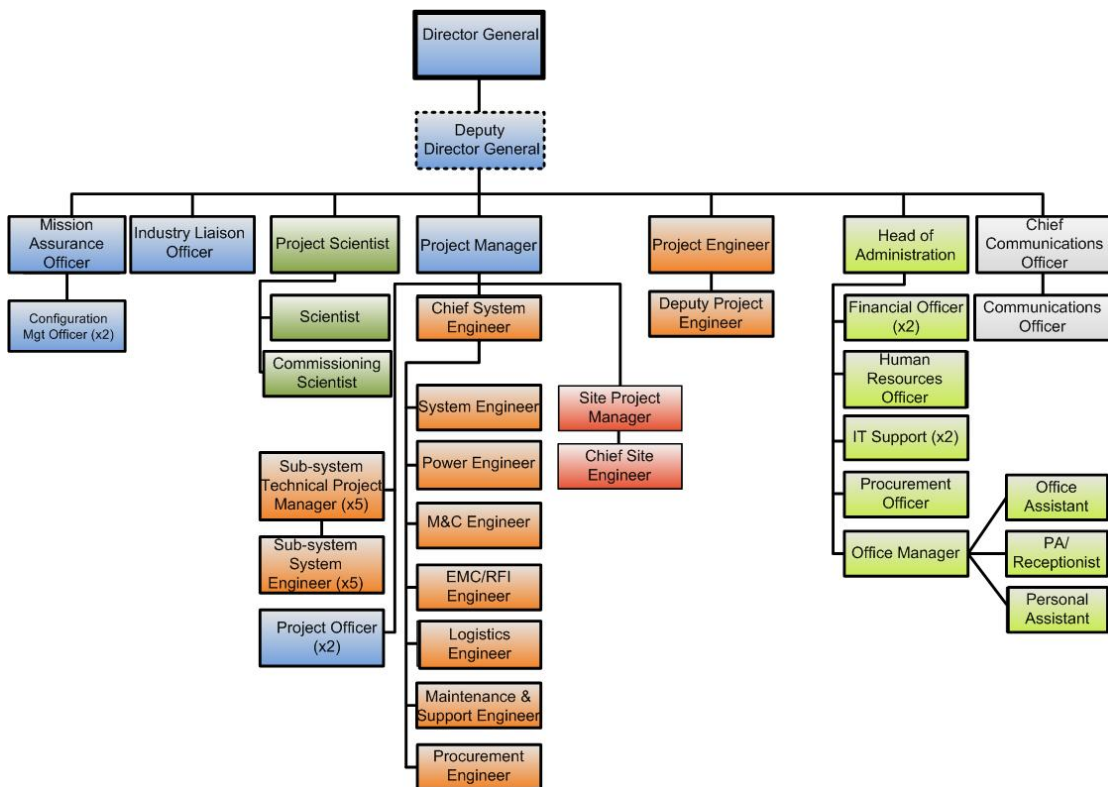 Director General
Deputy
Director General
Mission
Assurance
Officer
Industry Liaison
Officer
Project Scientist
Project Manager
Project Engineer
Head of
Administration
Chief
Communications
Officer
Configuration
Mgt Officer (x2)
Scientist
Commissioning
Scientist
Chief System
Engineer
Deputy Project
Engineer
Financial Officer
(x2)
Communications
Officer
Human
Resources
Officer
System Engineer
Site Project
Manager
IT Support (x2)
Power Engineer
Chief Site
Engineer
Sub-system
Technical Project
Manager (x5)
Procurement
Officer
Office
Assistant
M&C Engineer
Sub-system
System
Engineer (x5)
Office Manager
PA/
Receptionist
EMC/RFI
Engineer
Personal
Assistant
Project Officer
(x2)
Logistics
Engineer
Maintenance &
Support Engineer
Procurement
Engineer